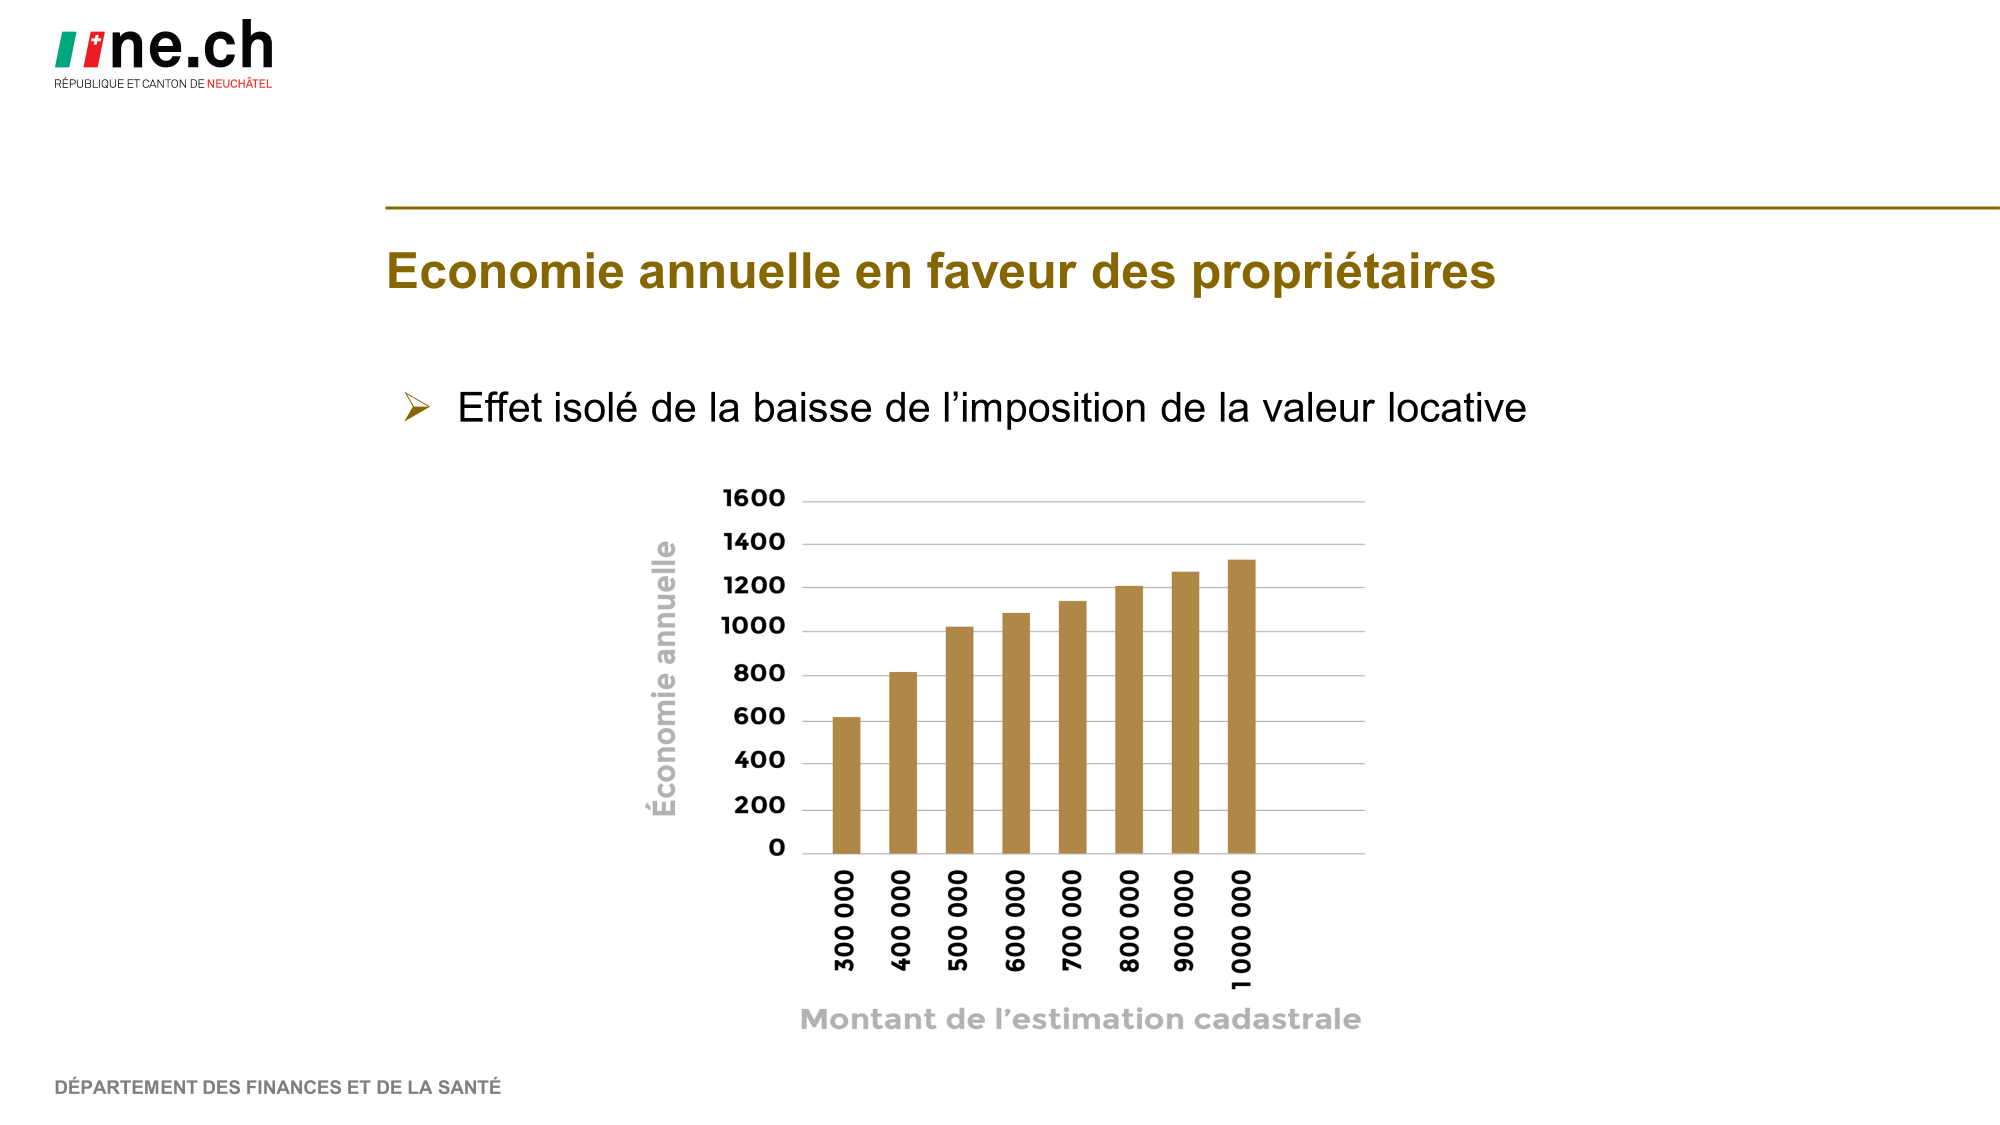 ne.ch
RÉPUBLIQUE ET CANTON DE NEUCHÂTEL
Economie annuelle en faveur des propriétaires
Effet isolé de la baisse de l’imposition de la valeur locative
Économie annuelle
1600
1400
1200
1000
800
600
400
200
0
300 000
400 000
500 000
600 000
700 000
800 000
900 000
1 000 000
Montant de l’estimation cadastrale
DÉPARTEMENT DES FINANCES ET DE LA SANTÉ